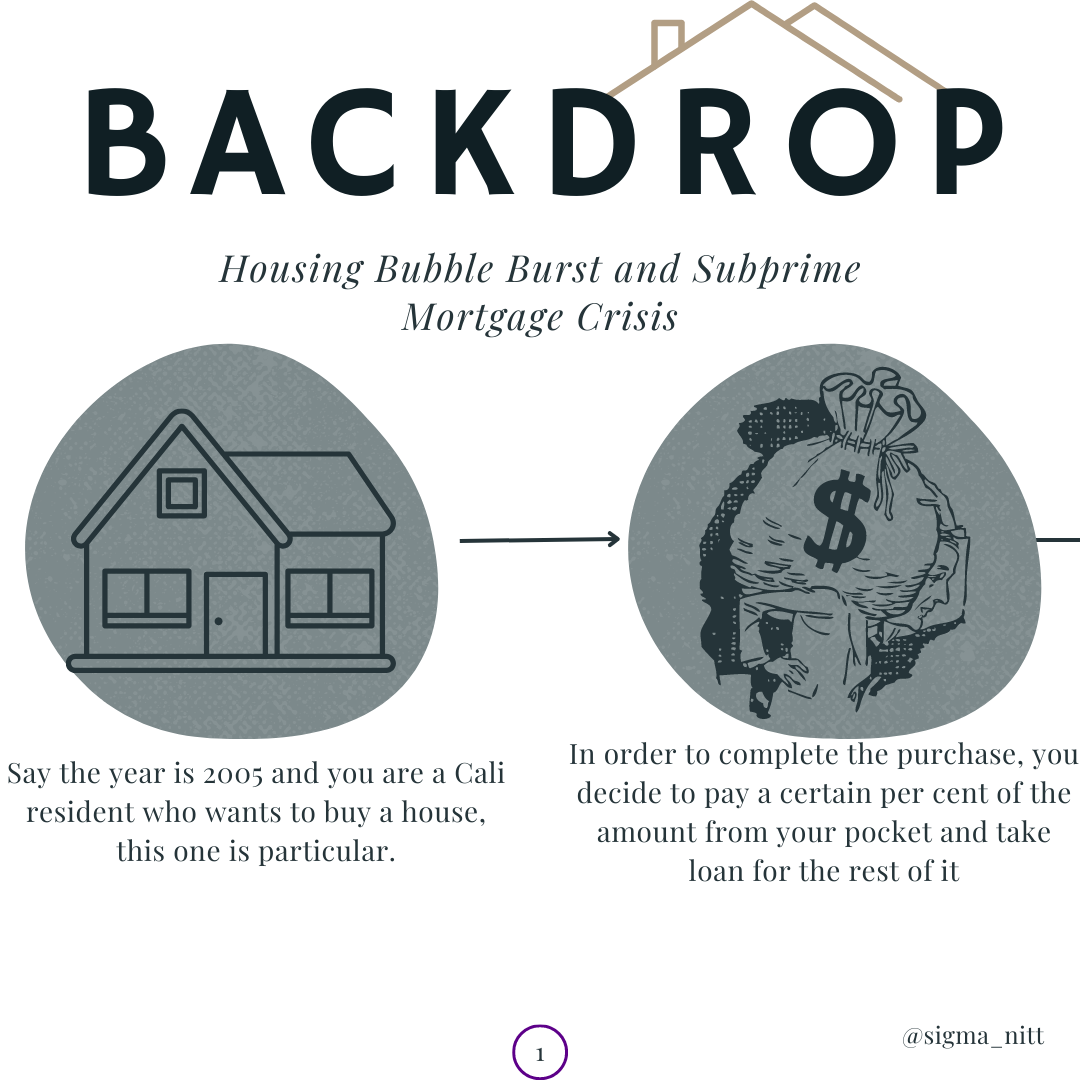 BACKDROP
Housing Bubble Burst and Subprime
Mortgage Crisis
$
Say the year is 2005 and you are a Cali
resident who wants to buy a house,
this one is particular.
In order to complete the purchase, you
decide to pay a certain per cent of the
amount from your pocket and take
loan for the rest of it
1
@sigma_nitt